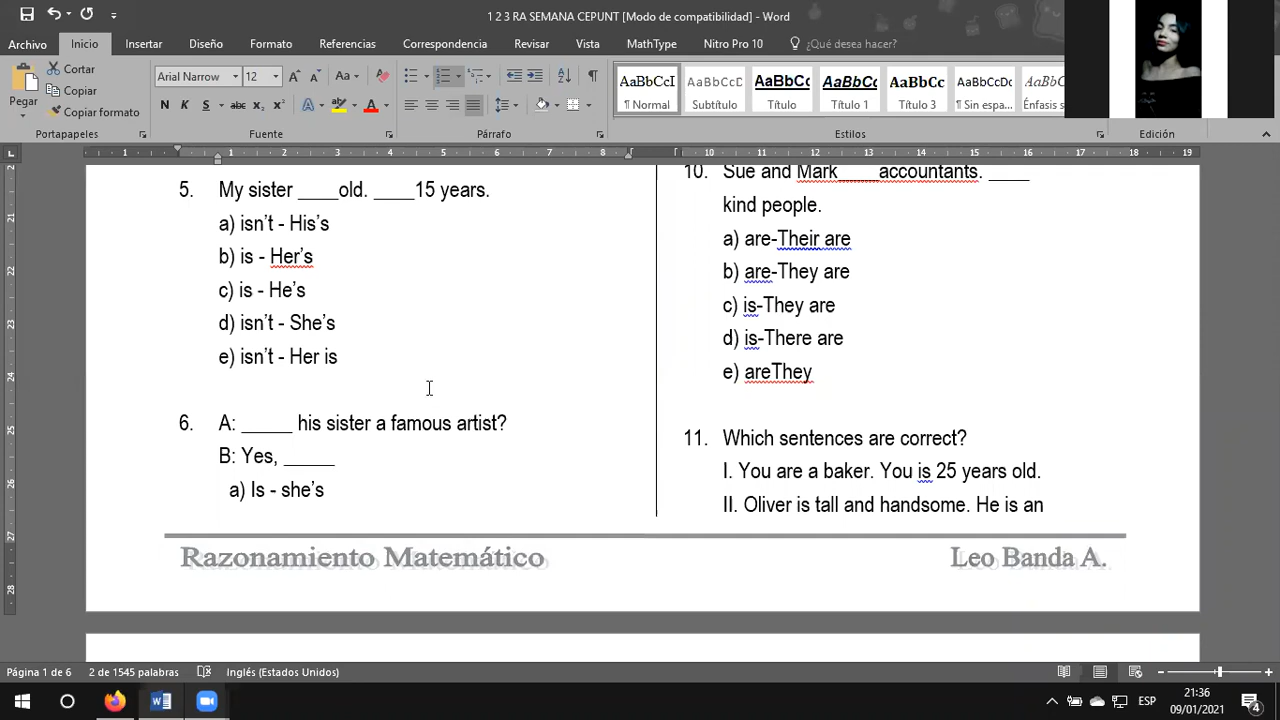 1 2 3 RA SEMANA CEPUNT [Modo de compatibilidad] - Word
Archivo
Inicio
Insertar
Diseño
Formato
Referencias
Correspondencia
Revisar
Vista
MathType
Nitro Pro 10
¿Qué desea hacer?
Pegar
Cortar
Copiar
Copiar formato
Portapapeles
Arial Narrow
12
Fuente
Párrafo
AaBbCcI
¶ Normal
AaBbCcD
Subtítulo
AaBbCc
Título
AaBbCc
Título 1
AaBbCc
Título 3
AaBbCcDc
¶ Sin espa...
AaBbCc
Énfasis s
Estilos
Edición
5. My sister ____old. ____15 years.
a) isn’t - His’s
b) is - Her’s
c) is - He’s
d) isn’t - She’s
e) isn’t - Her is
6. A: _____ his sister a famous artist?
B: Yes, _____
a) Is - she’s
10. Sue and Mark____accountants. ____
kind people.
a) are-Their are
b) are-They are
c) is-They are
d) is-There are
e) areThey
11. Which sentences are correct?
I. You are a baker. You is 25 years old.
II. Oliver is tall and handsome. He is an
Razonamiento Matemático
Leo Banda A.
Página 1 de 6
2 de 1545 palabras
Inglés (Estados Unidos)
ESP
21:36
09/01/2021
4